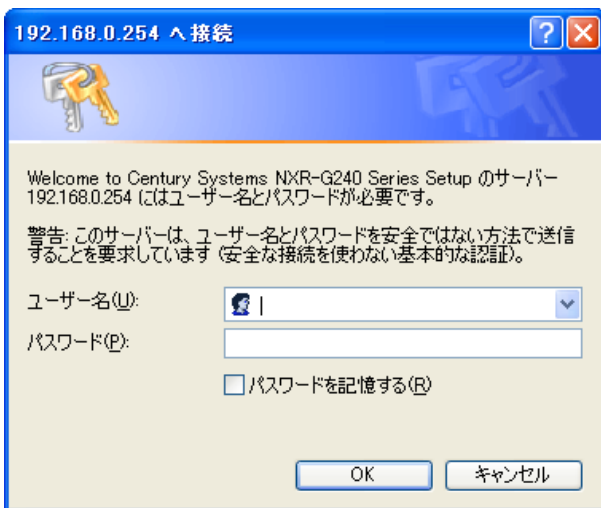 192.168.0.254 へ接続
Welcome to Century Systems NXR-G240 Series Setup のサーバー
192.168.0.254 にはユーザー名とパスワードが必要です。
警告: このサーバーは、ユーザー名とパスワードを安全ではない方法で送信
することを要求しています (安全な接続を使わない基本的な認証)。
ユーザー名(U):
パスワード(P):
パスワードを記憶する(R)
OK キャンセル